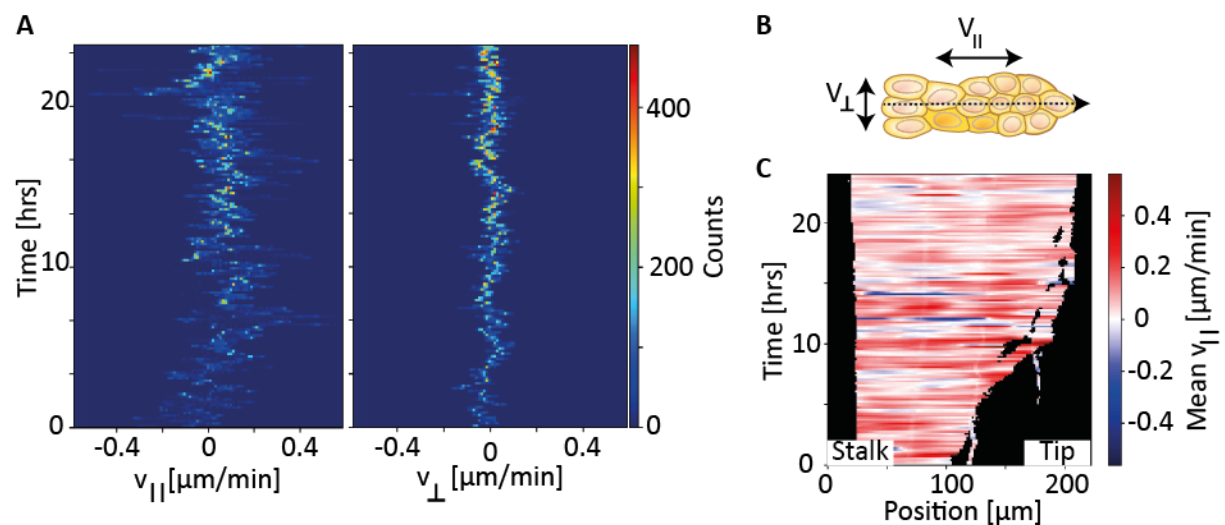 A
B
C
Time [hrs]
20
10
0
-0.4
0
0.4
v|| [µm/min]
-0.4
0
0.4
v⊥ [µm/min]
400
200
0
Counts
V||
V⊥
Time [hrs]
20
10
0
Stalk
Tip
0
100
200
Position [µm]
0.4
0.2
0
-0.2
-0.4
Mean v|| [µm/min]